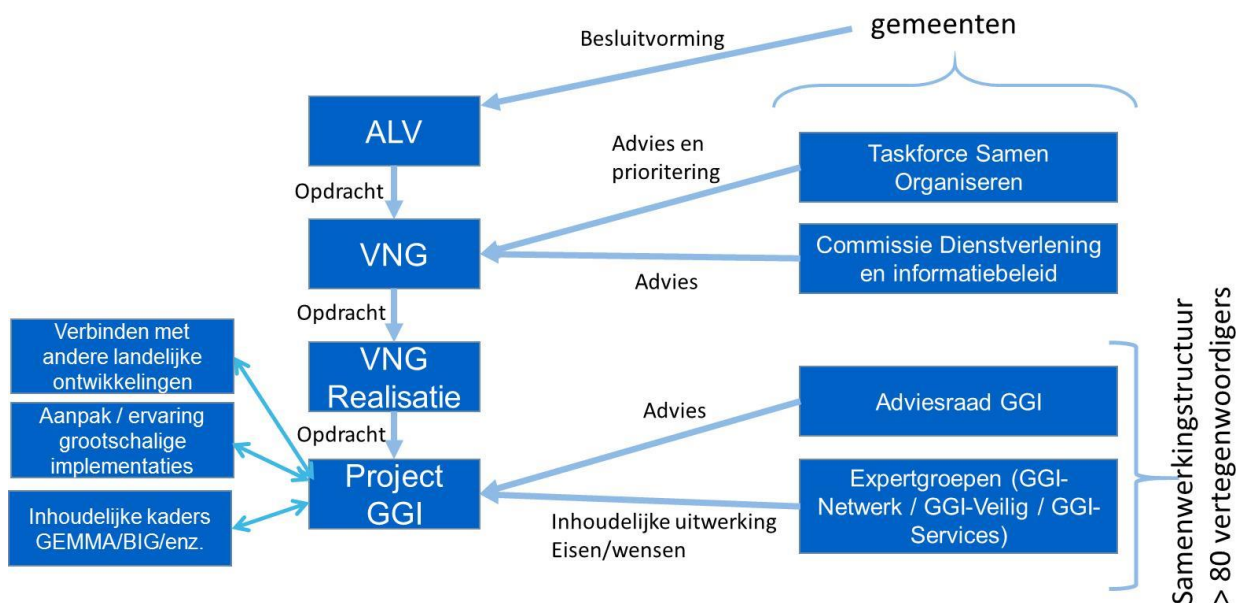 gemeenten
Besluitvorming
ALV
Advies en
prioritering
Taskforce Samen
Organiseren
Opdracht
VNG
Commissie Dienstverlening
en informatiebeleid
Advies
Opdracht
Verbinden met
andere landelijke
ontwikkelingen
VNG
Realisatie
Aanpak / ervaring
grootschalige
implementaties
Opdracht
Advies
Adviesraad GGI
Project
GGI
Inhoudelijke kaders
GEMMA/BIG/enz.
Inhoudelijke uitwerking
Eisen/wensen
Expertgroepen (GGI-
Netwerk / GGI-Veilig / GGI-
Services)
Samenwerkingstructuur
> 80 vertegenwoordigers